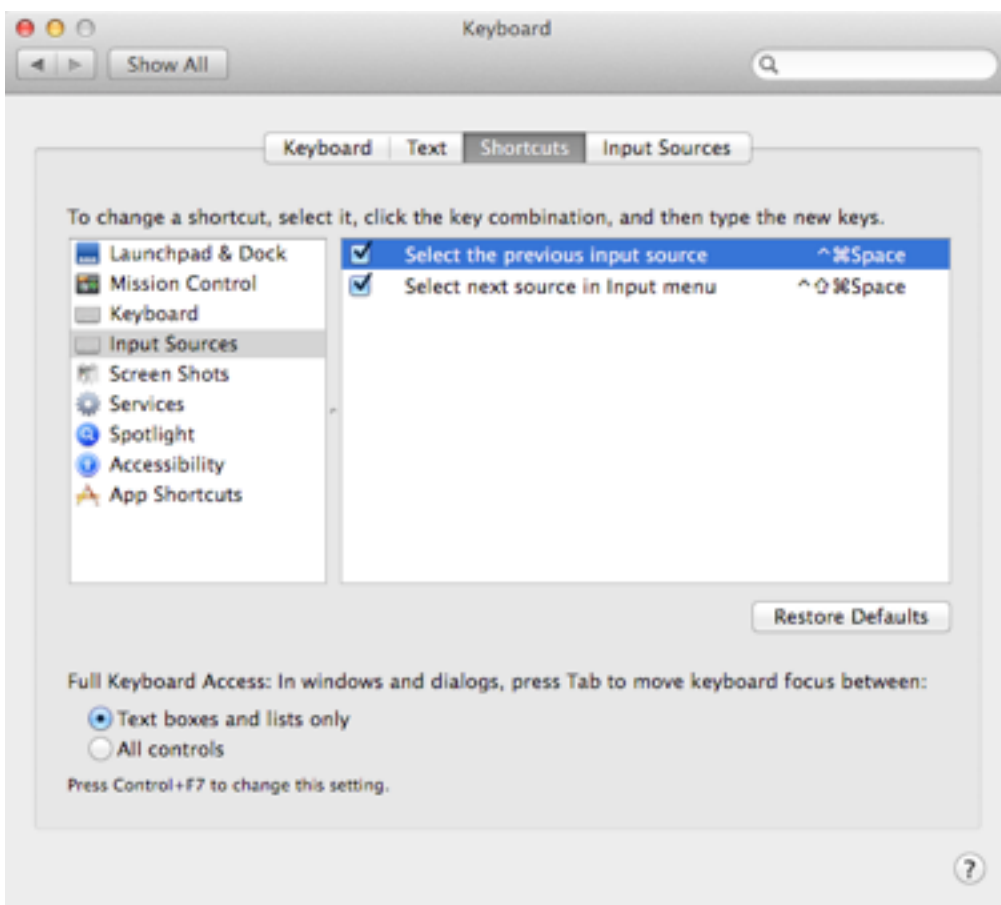 Keyboard
Show All
Keyboard Text Shortcuts Input Sources
To change a shortcut, select it, click the key combination, and then type the new keys.
Launchpad & Dock
Mission Control
Keyboard
Input Sources
Screen Shots
Services
Spotlight
Accessibility
App Shortcuts
Select the previous input source ^⌘Space
Select next source in Input menu ^⇧⌘Space
Restore Defaults
Full Keyboard Access: In windows and dialogs, press Tab to move keyboard focus between:
Text boxes and lists only
All controls
Press Control+F7 to change this setting.
?